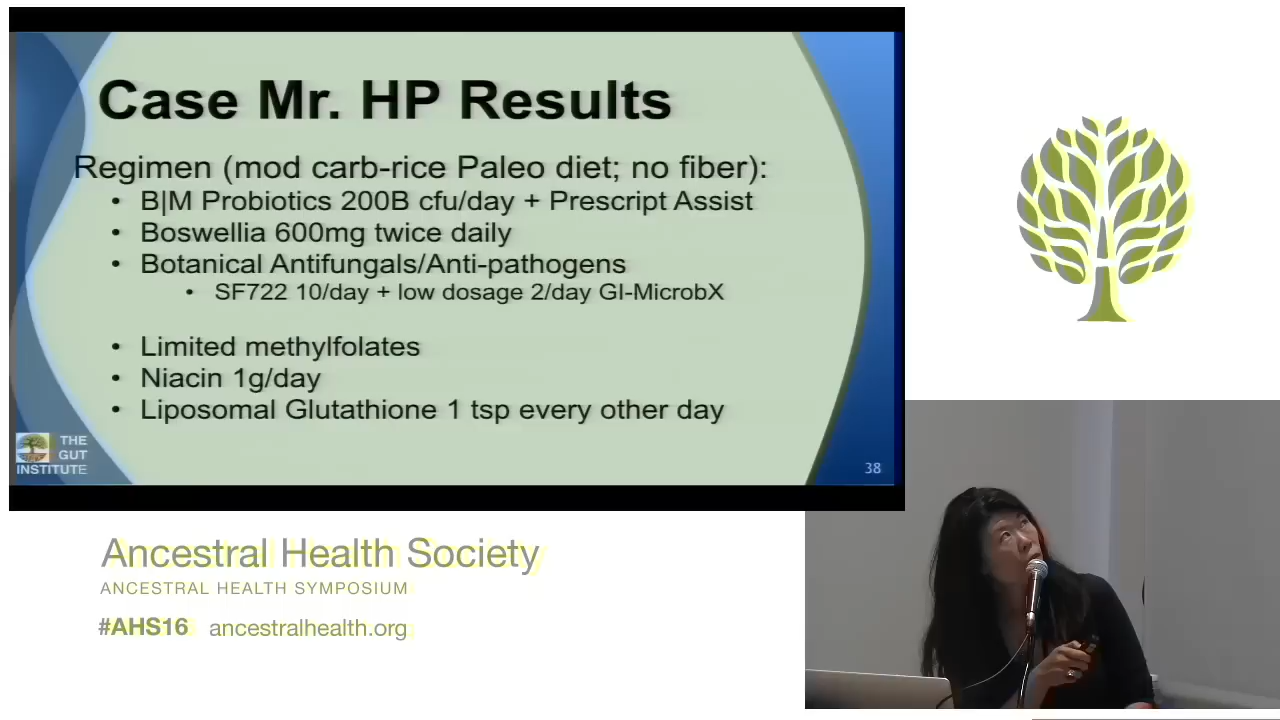 Case Mr. HP Results
Regimen (mod carb-rice Paleo diet; no fiber):
• B|M Probiotics 200B cfu/day + Prescript Assist
• Boswellia 600mg twice daily
• Botanical Antifungals/Anti-pathogens
• SF722 10/day + low dosage 2/day GI-MicrobX
• Limited methylfolates
• Niacin 1g/day
• Liposomal Glutathione 1 tsp every other day
THE
GUT
INSTITUTE
38
Ancestral Health Society
ANCESTRAL HEALTH SYMPOSIUM
#AHS16 ancestralhealth.org